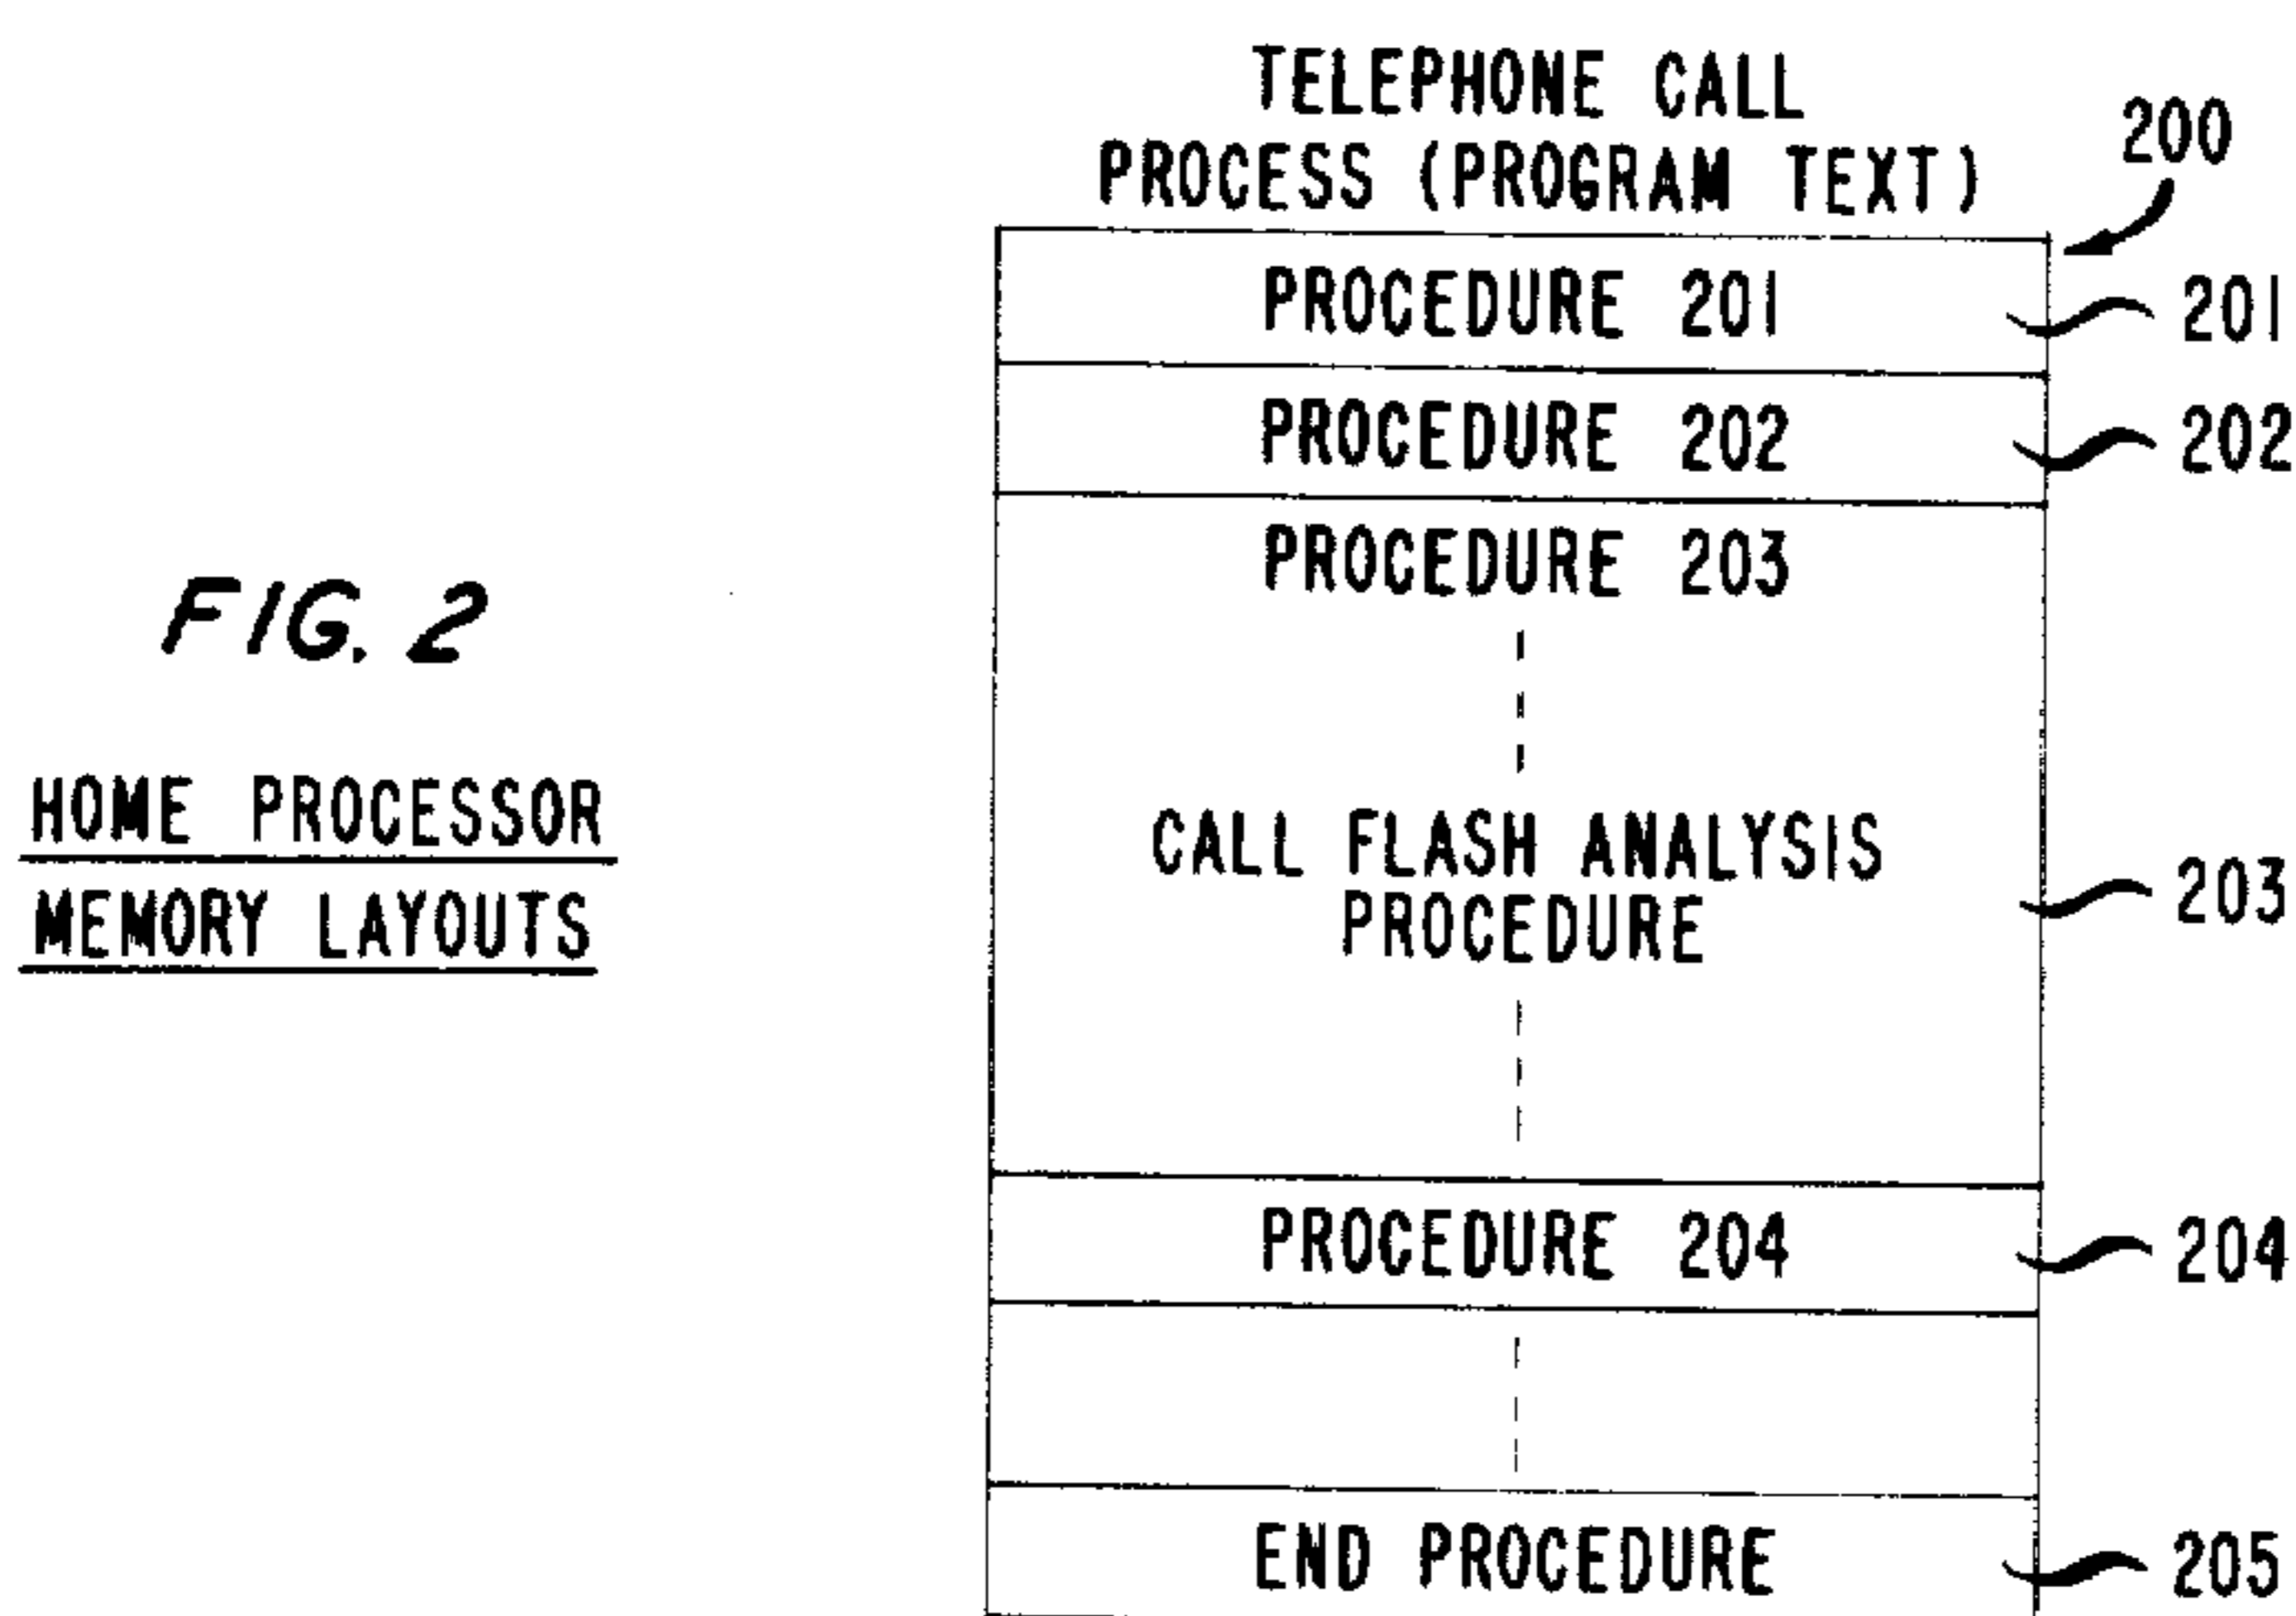 TELEPHONE CALL
PROCESS (PROGRAM TEXT)
200
PROCEDURE 201
201
PROCEDURE 202
202
PROCEDURE 203
FIG. 2
HOME PROCESSOR
MEMORY LAYOUTS
CALL FLASH ANALYSIS
PROCEDURE
203
PROCEDURE 204
204
END PROCEDURE
205